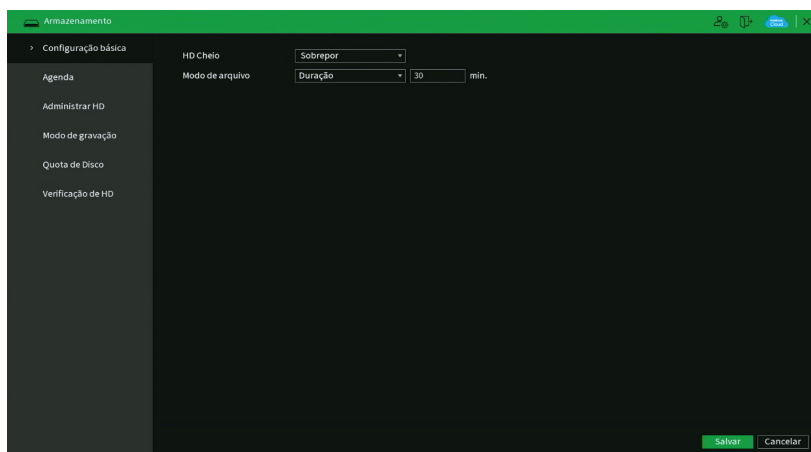 Armazenamento
> Configuração básica
Agenda
Administrar HD
Modo de gravação
Quota de Disco
Verificação de HD
HD Cheio Sobrepor
Modo de arquivo Duração 30 min.
Salvar Cancelar